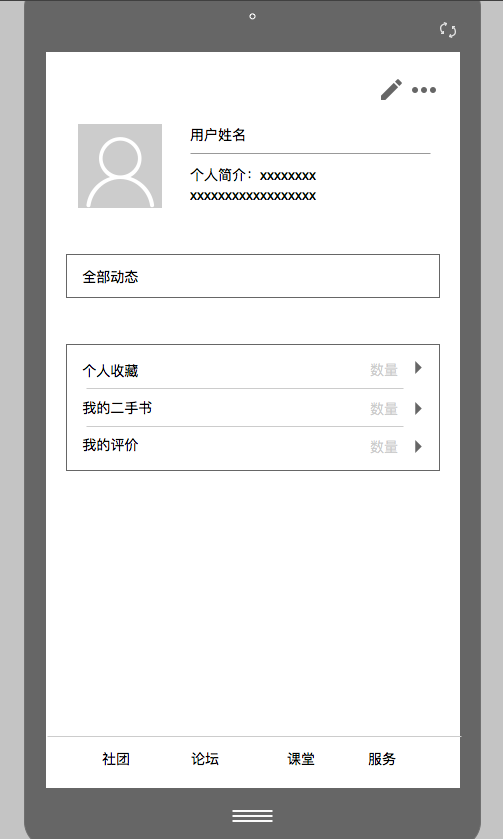 用户姓名
个人简介：xxxxxxxx
xxxxxxxxxxxxxxxxxx
全部动态
个人收藏 数量
我的二手书 数量
我的评价 数量
社团 论坛 课堂 服务